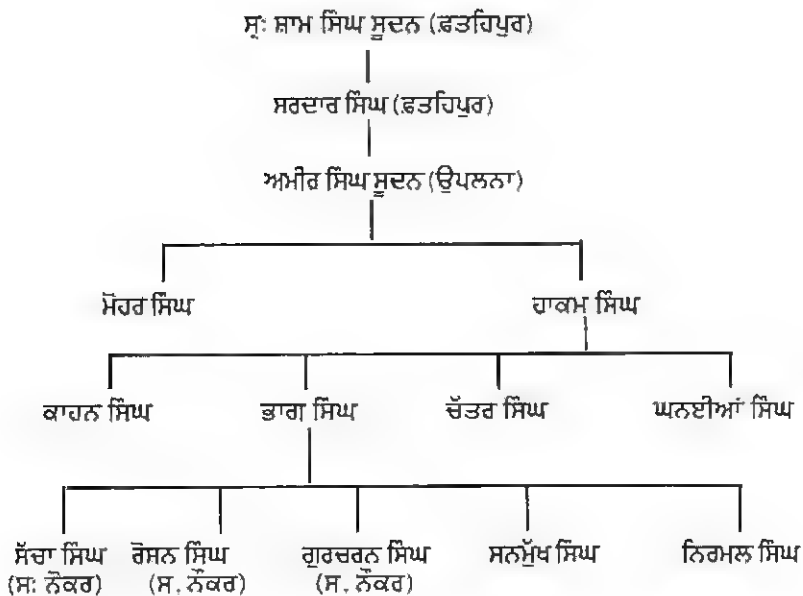 ਸ੍ਰ: ਸ਼ਾਮ ਸਿੰਘ ਸੂਦਨ (ਫ਼ਤਹਿਪੁਰ)
ਸਰਦਾਰ ਸਿੰਘ (ਫ਼ਤਹਿਪੁਰ)
ਅਮੀਰ ਸਿੰਘ ਸੂਦਨ (ਉਪਲਨਾ)
ਮੋਹਰ ਸਿੰਘ ਹਾਕਮ ਸਿੰਘ
ਕਾਹਨ ਸਿੰਘ ਭਾਗ ਸਿੰਘ ਚੱਤਰ ਸਿੰਘ ਘਨਈਆਂ ਸਿੰਘ
ਸੱਚਾ ਸਿੰਘ ਰੋਸ਼ਨ ਸਿੰਘ ਗੁਰਚਰਨ ਸਿੰਘ ਸਨਮੁੱਖ ਸਿੰਘ ਨਿਰਮਲ ਸਿੰਘ
(ਸ: ਨੌਕਰ) (ਸ. ਨੌਕਰ) (ਸ. ਨੌਕਰ)